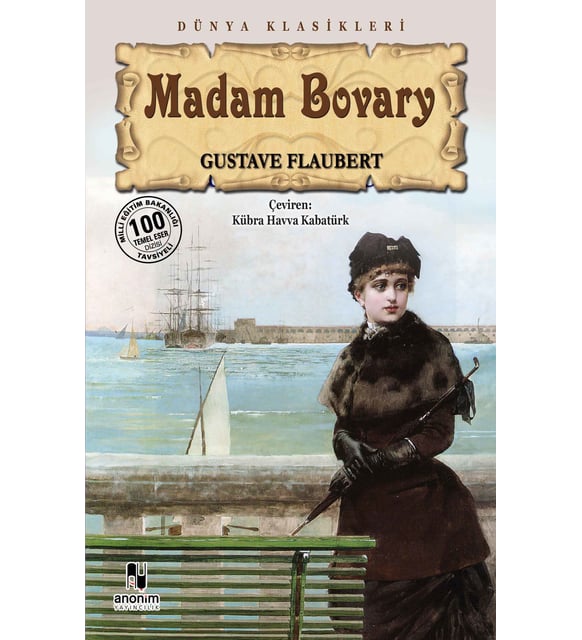 DÜNYA KLASİKLERİ
Madam Bovary
GUSTAVE FLAUBERT
Çeviren:
Kübra Havva Kabatürk
MİLLİ EĞİTİM BAKANLIĞI
100
TEMEL ESER
DİZİSİ
TAVSİYELİ
anonim
YAYINCILIK